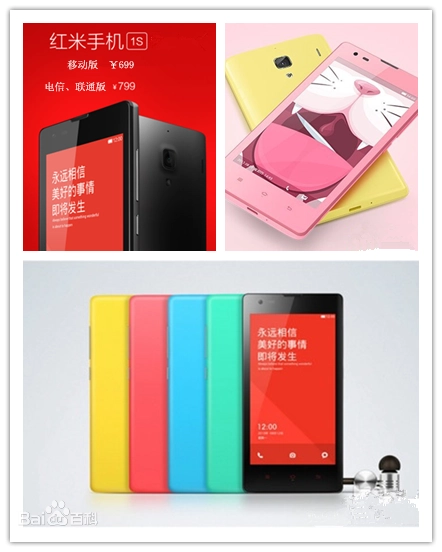 红米手机 1S
移动版 ￥699
电信、联通版 ￥799
永远相信
美好的事情
即将发生
永远相信
美好的事情
即将发生
12:00
Bai百科